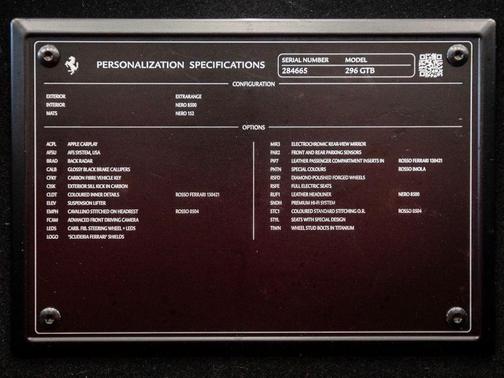 PERSONALIZATION SPECIFICATIONS
SERIAL NUMBER MODEL
284665 296 GTB
CONFIGURATION
EXTERIOR EXTRARANGE
INTERIOR NERO 8500
MATS NERO 152
OPTIONS
ACPL APPLE CARPLAY
AFSU AFS SYSTEM, USA
BRAD BACK RADAR
CALB GLOSSY BLACK BRAKE CALLIPERS
CFKY CARBON FIBRE VEHICLE KEY
CISK EXTERIOR SILL KICK IN CARBON
CLDT COLOURED INNER DETAILS ROSSO FERRARI 130421
ELEV SUSPENSION LIFTER
EMPH CAVALLINO STITCHED ON HEADREST ROSSO 0504
FCAM ADVANCED FRONT DRIVING CAMERA
LEDS CARB. FIB. STEERING WHEEL + LEDS
LOGO "SCUDERIA FERRARI" SHIELDS
MIR3 ELECTROCHROMIC REAR-VIEW MIRROR
PAR2 FRONT AND REAR PARKING SENSORS
PIP7 LEATHER PASSENGER COMPARTMENT INSERTS IN ROSSO FERRARI 130421
PNTN SPECIAL COLOURS ROSSO IMOLA
RSFD DIAMOND-POLISHED FORGED WHEELS
RSFE FULL ELECTRIC SEATS
RUF1 LEATHER HEADLINER NERO 8500
SNDH PREMIUM HI-FI SYSTEM
STC1 COLOURED STANDARD STITCHING O.R. ROSSO 0504
STYL SEATS WITH SPECIAL DESIGN
TIWN WHEEL STUD BOLTS IN TITANIUM